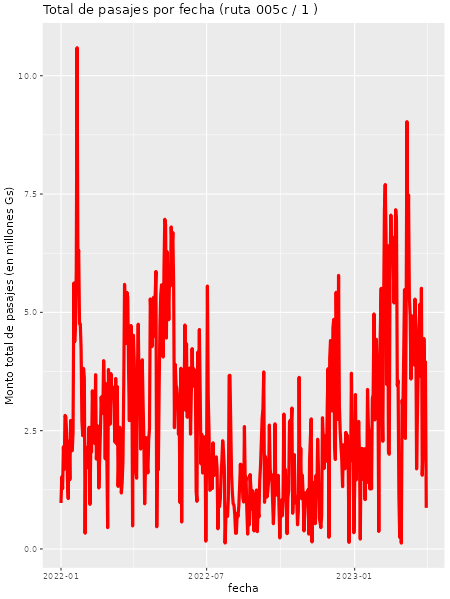 Total de pasajes por fecha (ruta 005c / 1 )
Monto total de pasajes (en millones Gs)
10.0
7.5
5.0
2.5
0.0
2022-01
2022-07
2023-01
fecha